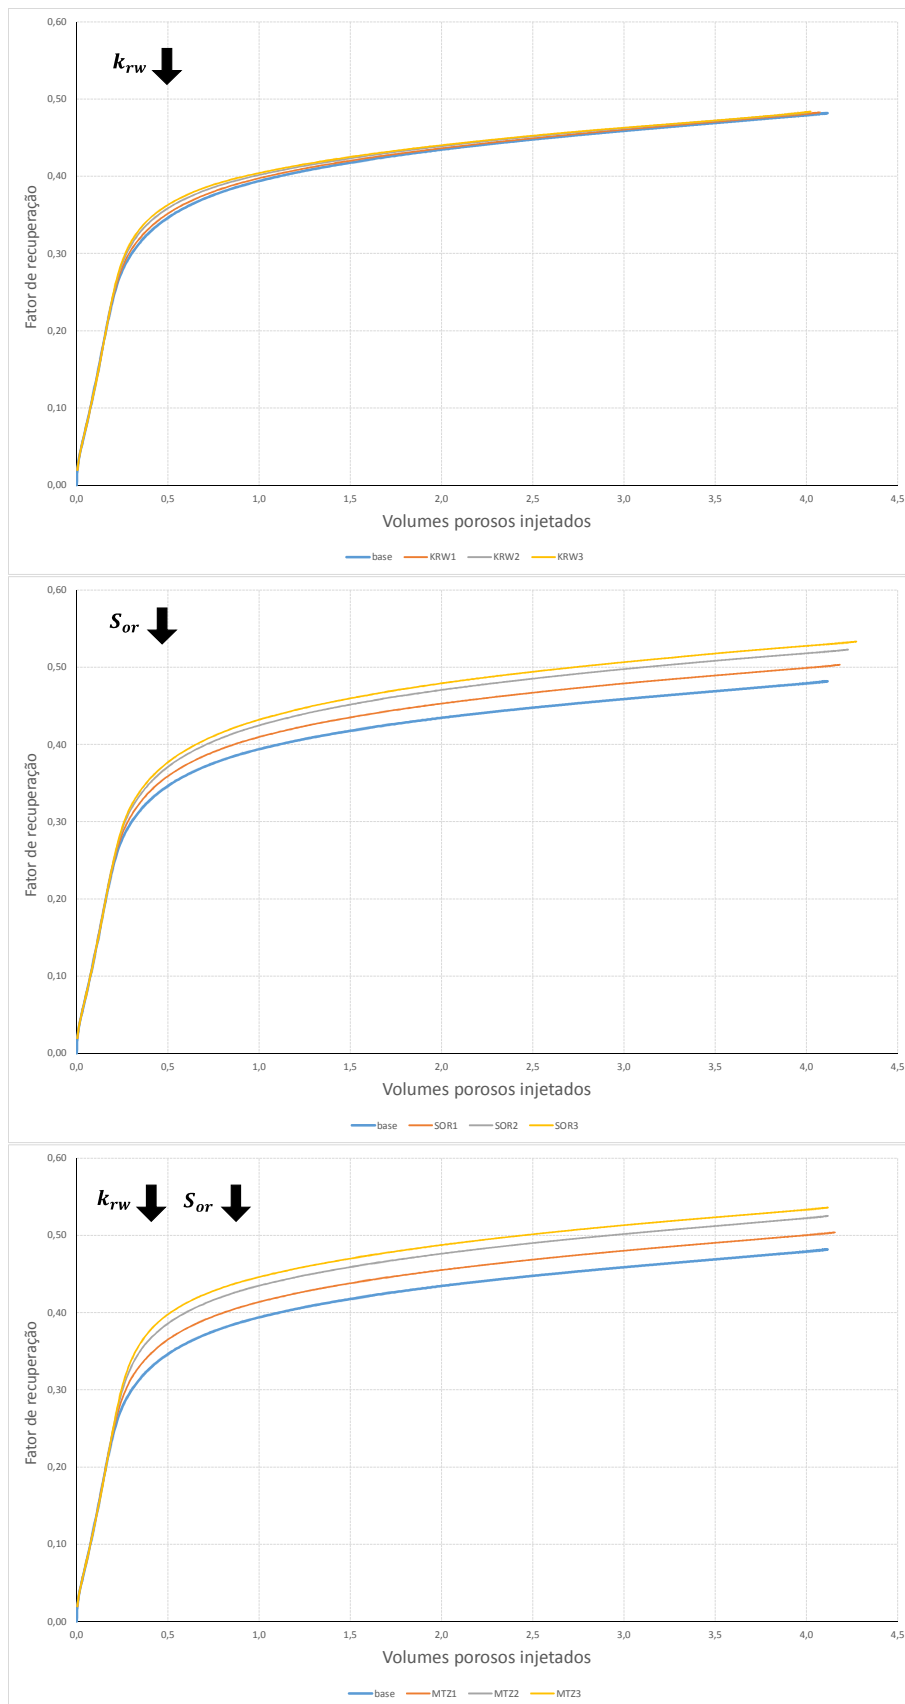 k_rw
0,60
0,50
0,40
0,30
0,20
0,10
0,00
Fator de recuperação
0,0 0,5 1,0 1,5 2,0 2,5 3,0 3,5 4,0 4,5
Volumes porosos injetados
base KRW1 KRW2 KRW3
S_or
0,60
0,50
0,40
0,30
0,20
0,10
0,00
Fator de recuperação
0,0 0,5 1,0 1,5 2,0 2,5 3,0 3,5 4,0 4,5
Volumes porosos injetados
base SOR1 SOR2 SOR3
k_rw S_or
0,60
0,50
0,40
0,30
0,20
0,10
0,00
Fator de recuperação
0,0 0,5 1,0 1,5 2,0 2,5 3,0 3,5 4,0 4,5
Volumes porosos injetados
base MTZ1 MTZ2 MTZ3